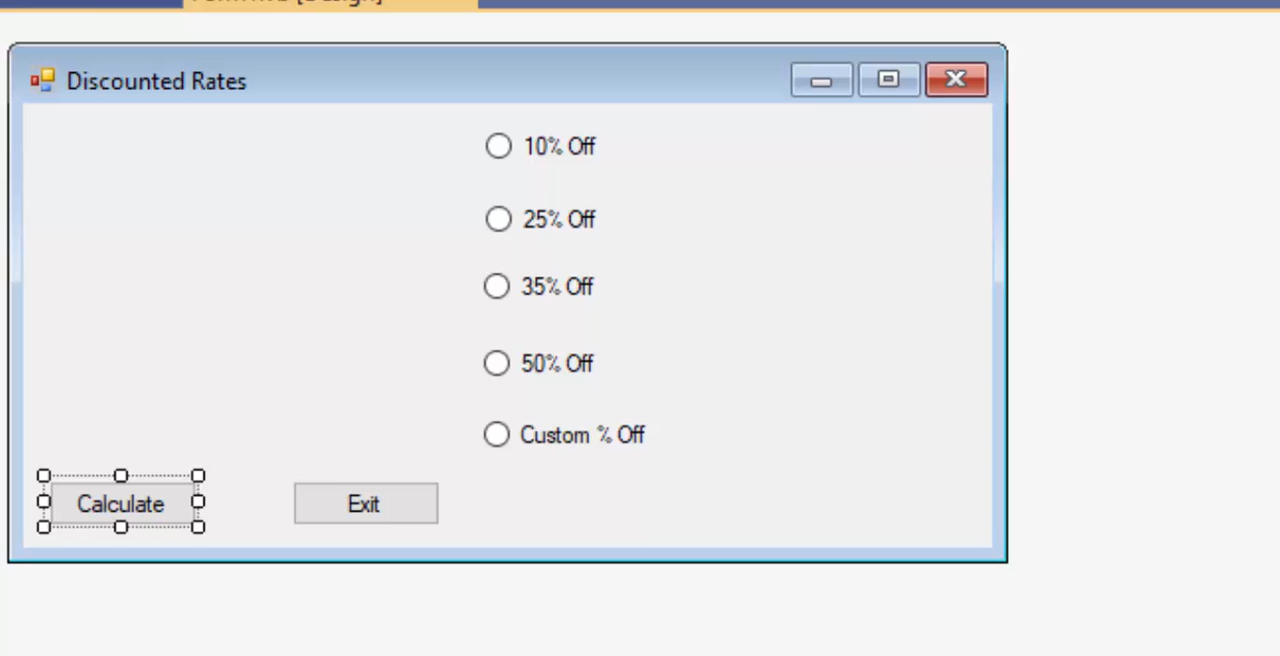 Discounted Rates
10% Off
25% Off
35% Off
50% Off
Custom % Off
Calculate
Exit